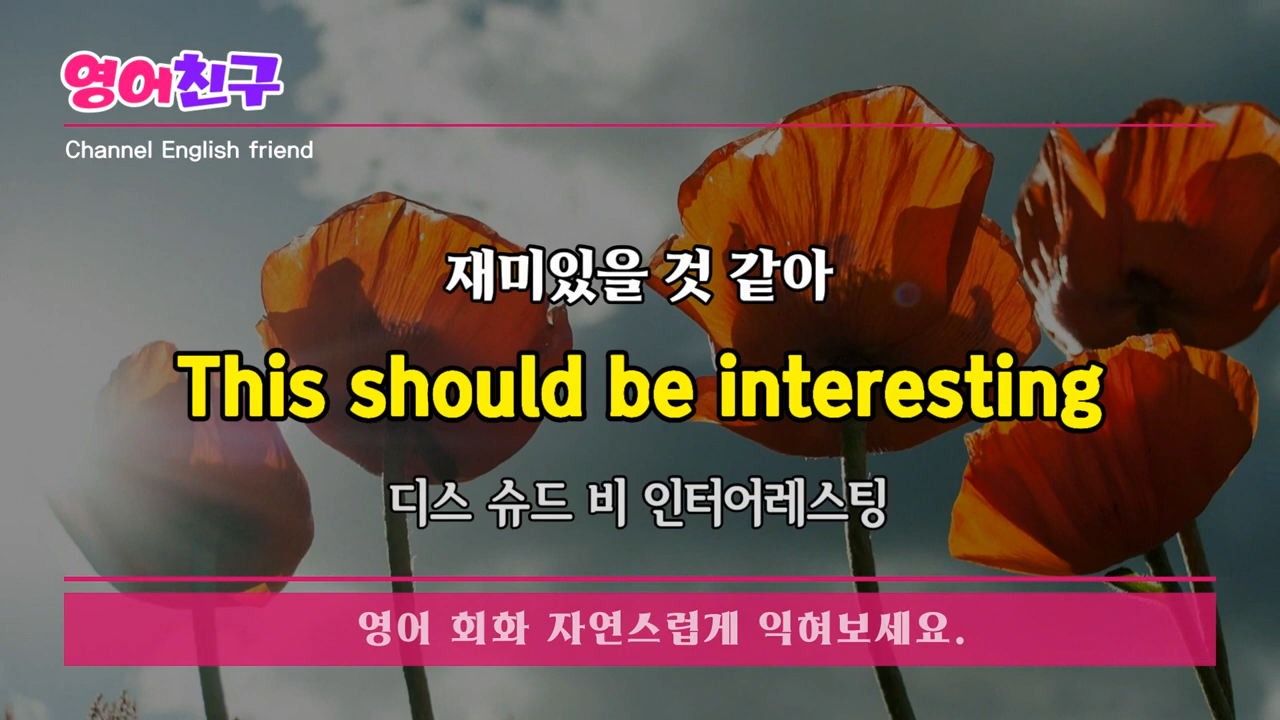 영어친구
Channel English friend
재미있을 것 같아
This should be interesting
디스 슈드 비 인터어레스팅
영어 회화 자연스럽게 익혀보세요.